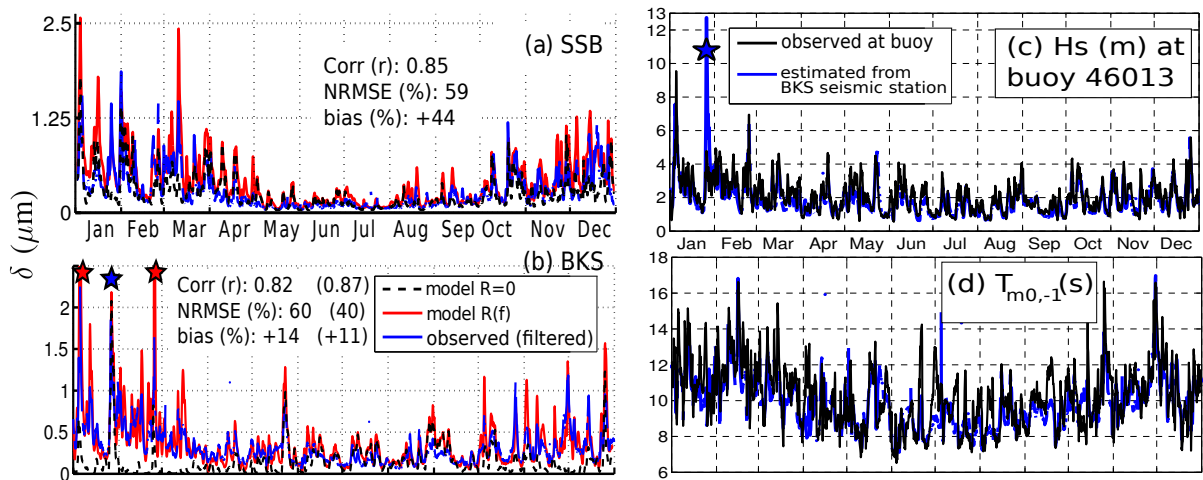 2.5
1.25
0
(a) SSB
Corr (r): 0.85
NRMSE (%): 59
bias (%): +44
Jan Feb Mar Apr May Jun Jul Aug Sep Oct Nov Dec
δ (μm)
(b) BKS
2
1.5
1
0.5
0
Corr (r): 0.82 (0.87)
NRMSE (%): 60 (40)
bias (%): +14 (+11)
model R=0
model R(f)
observed (filtered)
13
12
11
10
9
8
7
6
5
4
3
2
1
0
observed at buoy
estimated from
BKS seismic station
(c) Hs (m) at
buoy 46013
Jan Feb Mar Apr May Jun Jul Aug Sep Oct Nov Dec
18
16
14
12
10
8
6
(d) Tm0,-1(s)